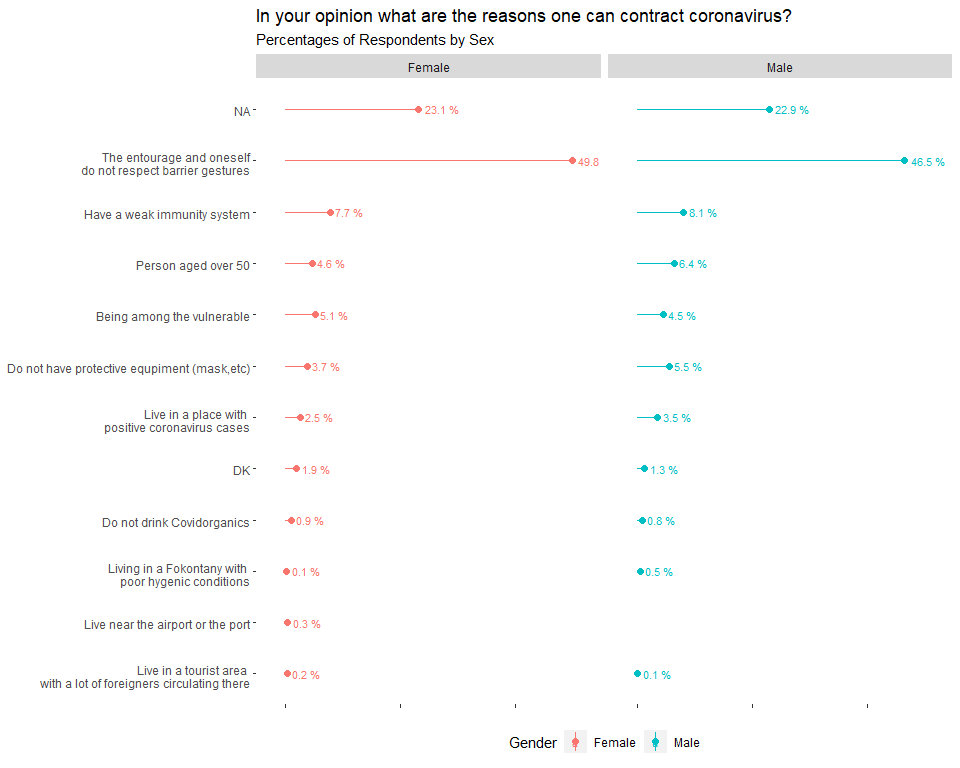 In your opinion what are the reasons one can contract coronavirus?
Percentages of Respondents by Sex
Female
Male
NA
23.1 %
22.9 %
The entourage and oneself
do not respect barrier gestures
49.8
46.5 %
Have a weak immunity system
7.7 %
8.1 %
Person aged over 50
4.6 %
6.4 %
Being among the vulnerable
5.1 %
4.5 %
Do not have protective equpiment (mask,etc)
3.7 %
5.5 %
Live in a place with
positive coronavirus cases
2.5 %
3.5 %
DK
1.9 %
1.3 %
Do not drink Covidorganics
0.9 %
0.8 %
Living in a Fokontany with
poor hygenic conditions
0.1 %
0.5 %
Live near the airport or the port
0.3 %
Live in a tourist area
with a lot of foreigners circulating there
0.2 %
0.1 %
Gender
Female
Male